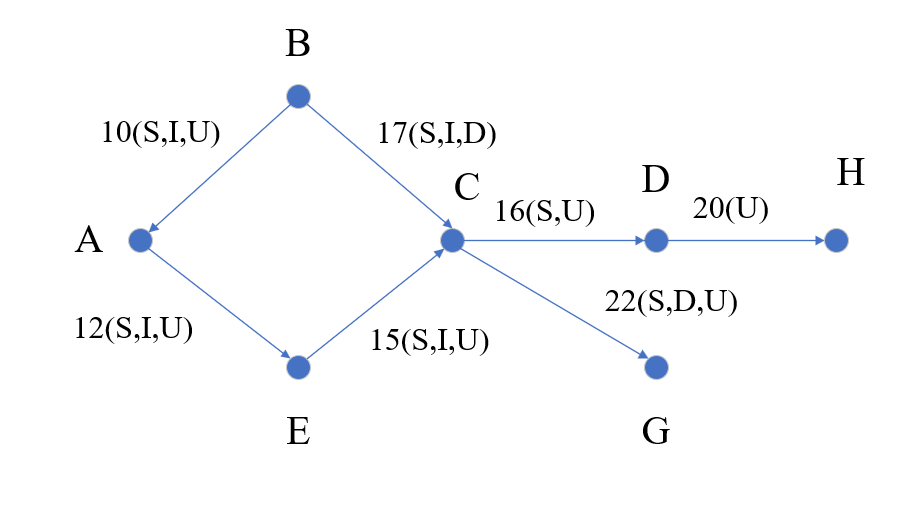 B
10(S,I,U)
17(S,I,D)
C
D
H
16(S,U)
20(U)
A
12(S,I,U)
15(S,I,U)
22(S,D,U)
E
G